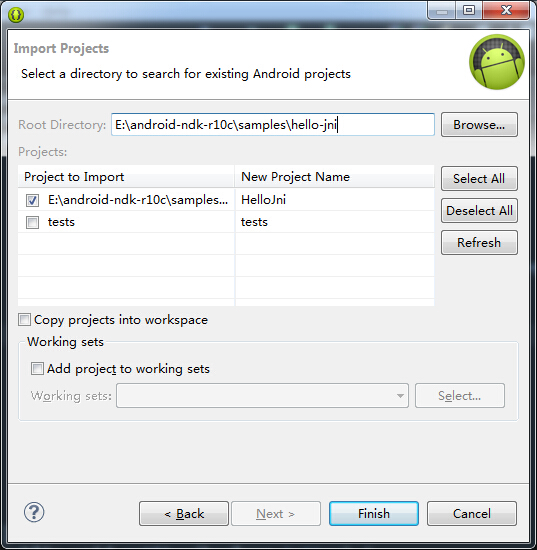 Import Projects
Select a directory to search for existing Android projects
Root Directory: E:\android-ndk-r10c\samples\hello-jni Browse...
Projects:
Project to Import New Project Name Select All
E:\android-ndk-r10c\samples... HelloJni
tests tests Deselect All
Refresh
Copy projects into workspace
Working sets
Add project to working sets
Working sets: Select...
? < Back Next > Finish Cancel